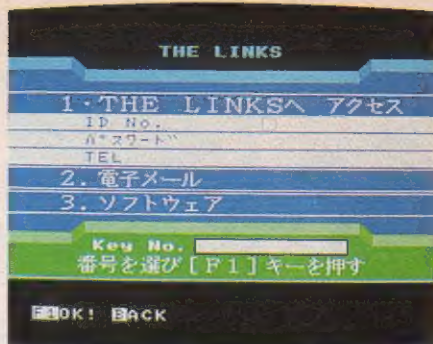 THE LINKS
1・THE LINKSへ アクセス
ID No.
パスワード
TEL
2．電子メール
3．ソフトウェア
Key No.
番号を選び［F1］キーを押す
F1OK! BACK